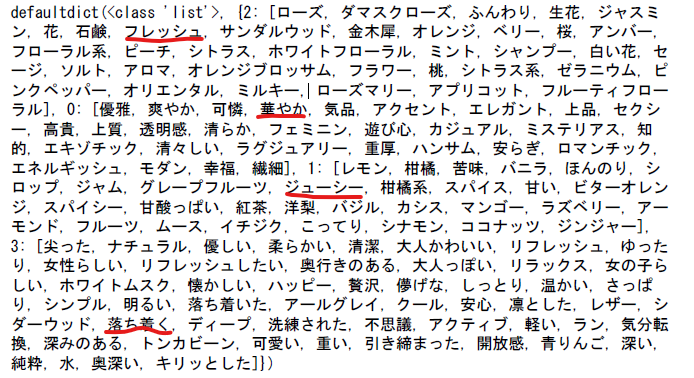 defaultdict(<class 'list'>, {2: [ローズ, ダマスクローズ, ふんわり, 生花, ジャスミ
ン, 花, 石鹸, フレッシュ, サンダルウッド, 金木犀, オレンジ, ベリー, 桜, アンバー,
フローラル系, ピーチ, シトラス, ホワイトフローラル, ミント, シャンプー, 白い花, セ
ージ, ソルト, アロマ, オレンジブロッサム, フラワー, 桃, シトラス系, ゼラニウム, ピ
ンクペッパー, オリエンタル, ミルキー, ローズマリー, アプリコット, フルーティフロー
ラル], 0: [優雅, 爽やか, 可憐, 華やか, 気品, アクセント, エレガント, 上品, セクシ
ー, 高貴, 上質, 透明感, 清らか, フェミニン, 遊び心, カジュアル, ミステリアス, 知
的, エキゾチック, 清々しい, ラグジュアリー, 重厚, ハンサム, 安らぎ, ロマンチック,
エネルギッシュ, モダン, 幸福, 繊細], 1: [レモン, 柑橘, 苦味, バニラ, ほんのり, シ
ロップ, ジャム, グレープフルーツ, ジューシー, 柑橘系, スパイス, 甘い, ビターオレン
ジ, スパイシー, 甘酸っぱい, 紅茶, 洋梨, バジル, カシス, マンゴー, ラズベリー, アー
モンド, フルーツ, ムース, イチジク, こってり, シナモン, ココナッツ, ジンジャー],
3: [尖った, ナチュラル, 優しい, 柔らかい, 清潔, 大人かわいい, リフレッシュ, ゆった
り, 女性らしい, リフレッシュしたい, 奥行きのある, 大人っぽい, リラックス, 女の子ら
しい, ホワイトムスク, 懐かしい, ハッピー, 贅沢, 儚げな, しっとり, 温かい, さっぱ
り, シンプル, 明るい, 落ち着いた, アールグレイ, クール, 安心, 凛とした, レザー, シ
ダーウッド, 落ち着く, ディープ, 洗練された, 不思議, アクティブ, 軽い, ラン, 気分転
換, 深みのある, トンカビーン, 可愛い, 重い, 引き締まった, 開放感, 青りんご, 深い,
純粋, 水, 奥深い, キリッとした]})